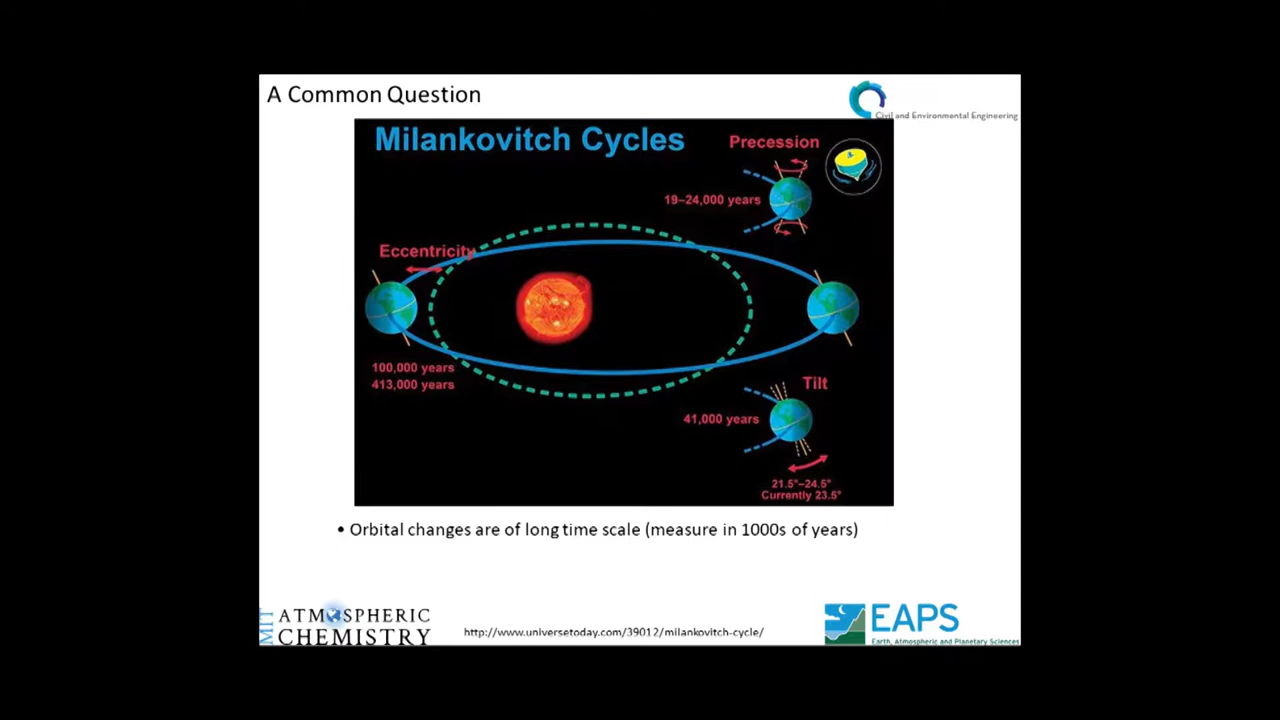 A Common Question
Civil and Environmental Engineering
Milankovitch Cycles
Precession
19–24,000 years
Eccentricity
100,000 years
413,000 years
Tilt
41,000 years
21.5°–24.5°
Currently 23.5°
• Orbital changes are of long time scale (measure in 1000s of years)
MIT ATMOSPHERIC
CHEMISTRY
http://www.universetoday.com/39012/milankovitch-cycle/
EAPS
Earth, Atmospheric and Planetary Sciences